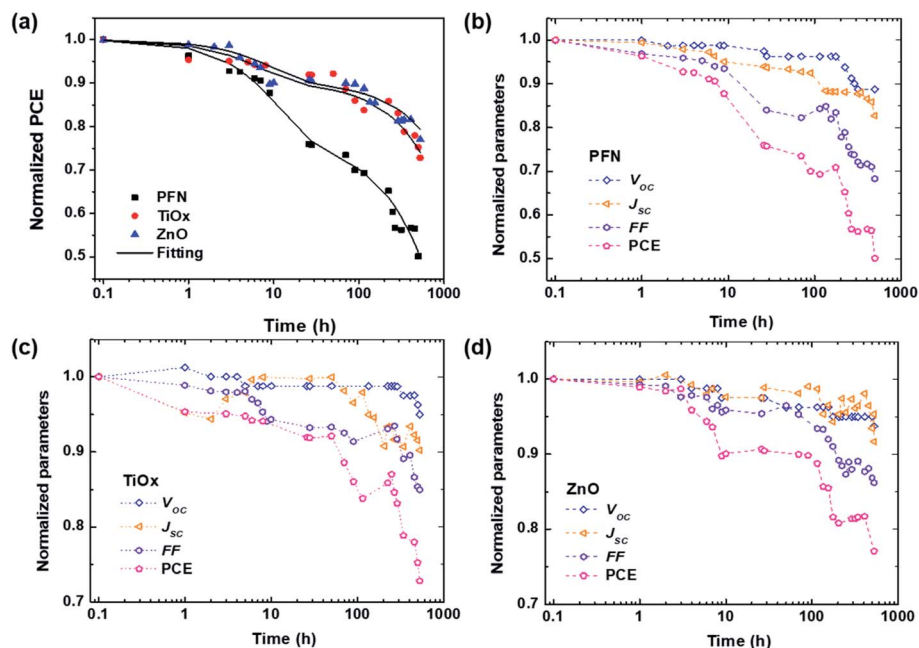 (a)
Normalized PCE
1.0
0.9
0.8
0.7
0.6
0.5
PFN
TiOx
ZnO
Fitting
0.1 1 10 100 1000
Time (h)
(b)
Normalized parameters
1.0
0.9
0.8
0.7
0.6
0.5
PFN
Voc
Jsc
FF
PCE
0.1 1 10 100 1000
Time (h)
(c)
Normalized parameters
1.0
0.9
0.8
0.7
TiOx
Voc
Jsc
FF
PCE
0.1 1 10 100 1000
Time (h)
(d)
Normalized parameters
1.0
0.9
0.8
0.7
ZnO
Voc
Jsc
FF
PCE
0.1 1 10 100 1000
Time (h)